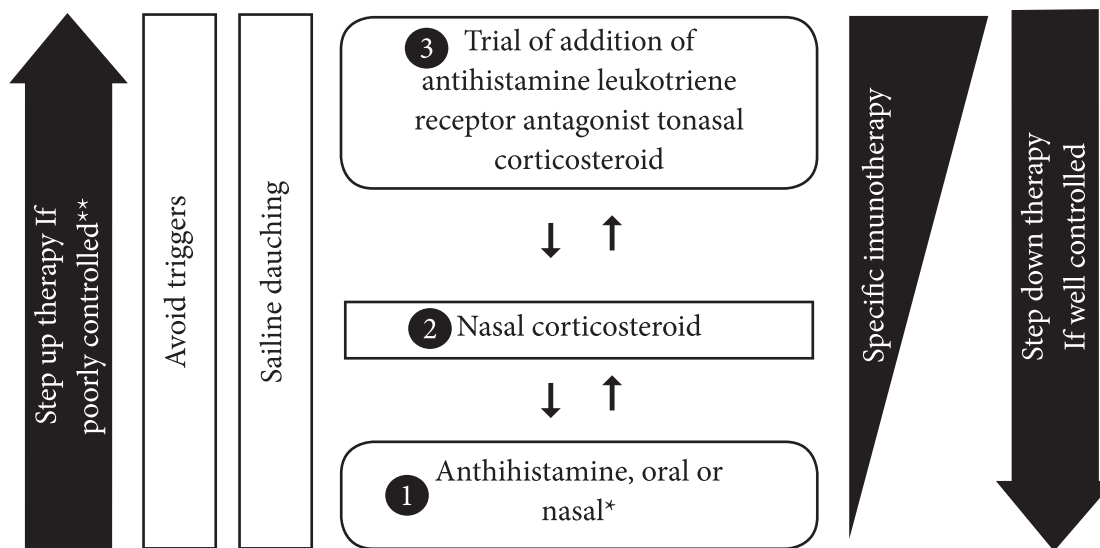 Step up therapy If
poorly controlled**
Avoid triggers
Sailine dauching
3 Trial of addition of
antihistamine leukotriene
receptor antagonist tonasal
corticosteroid
2 Nasal corticosteroid
1 Anthihistamine, oral or
nasal*
Specific imunotherapy
Step down therapy
If well controlled